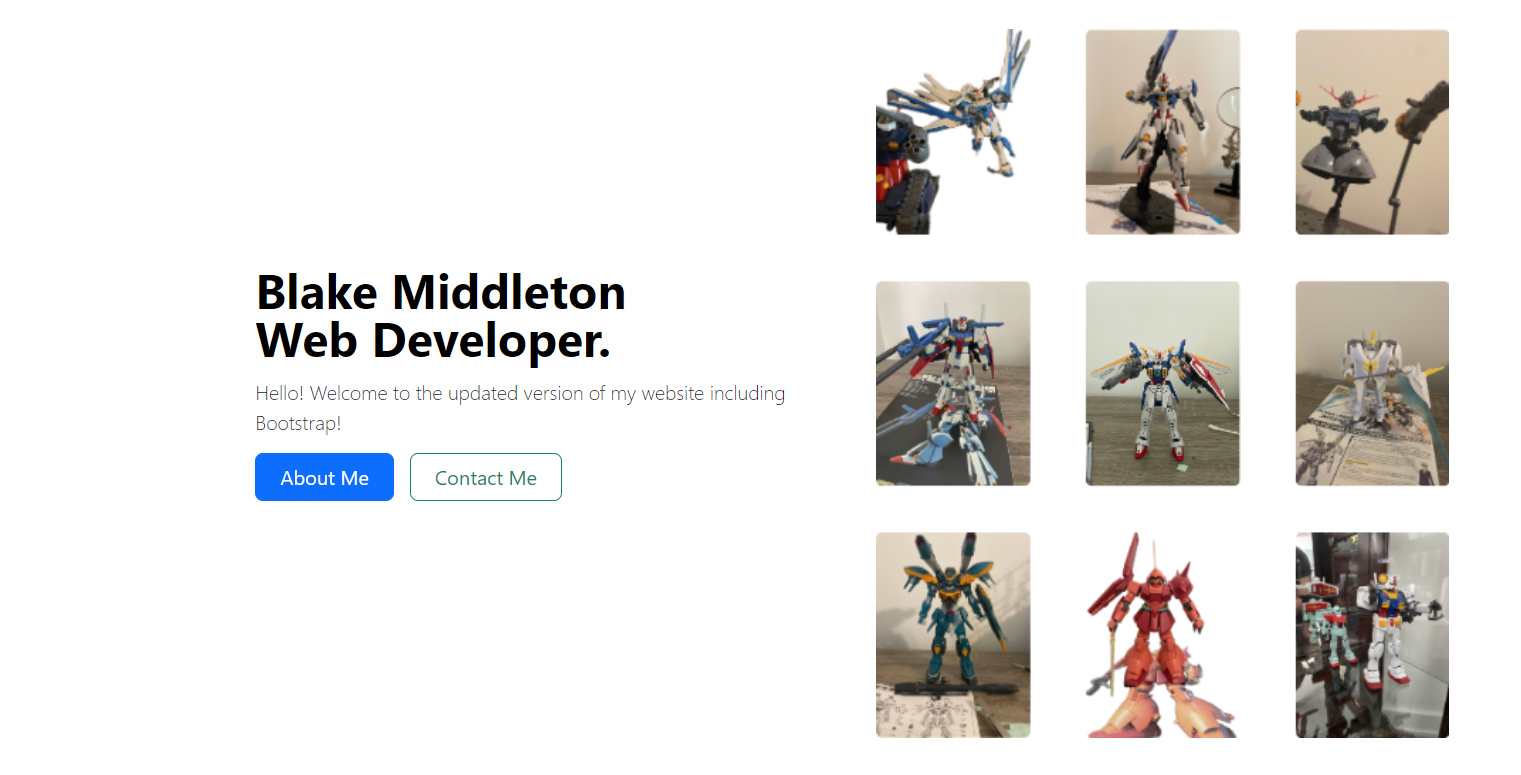 Blake Middleton
Web Developer.
Hello! Welcome to the updated version of my website including
Bootstrap!
About Me
Contact Me